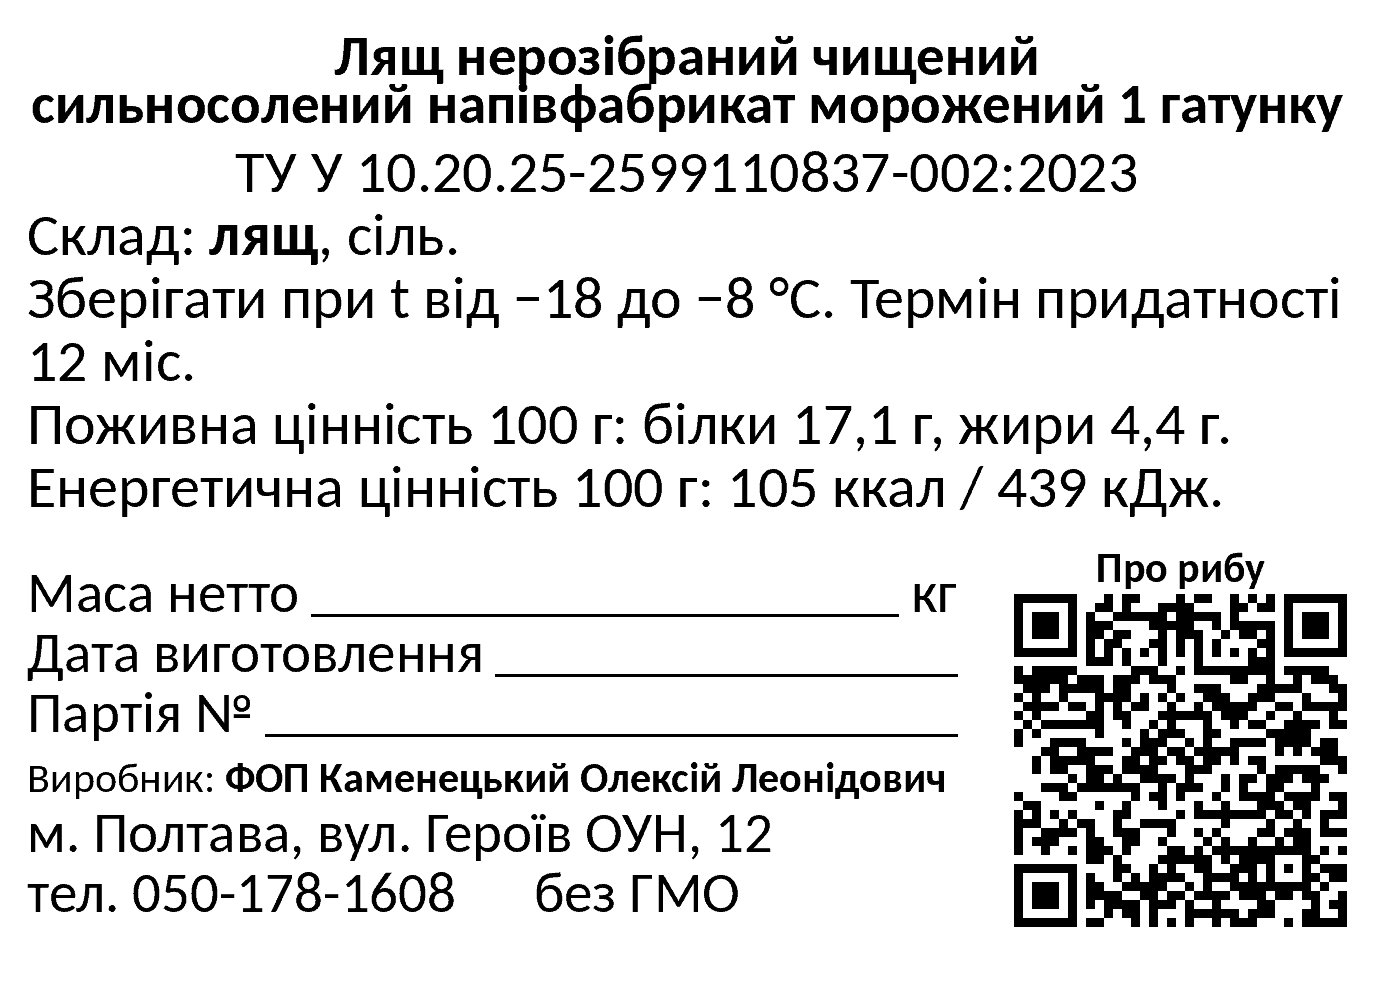 Лящ нерозібраний чищений
сильносолений напівфабрикат морожений 1 гатунку
ТУ У 10.20.25-2599110837-002:2023
Склад: лящ, сіль.
Зберігати при t від −18 до −8 °С. Термін придатності
12 міс.
Поживна цінність 100 г: білки 17,1 г, жири 4,4 г.
Енергетична цінність 100 г: 105 ккал / 439 кДж.
Маса нетто ____________________ кг
Дата виготовлення ________________
Партія № ________________________
Про рибу
Виробник: ФОП Каменецький Олексій Леонідович
м. Полтава, вул. Героїв ОУН, 12
тел. 050-178-1608 без ГМО